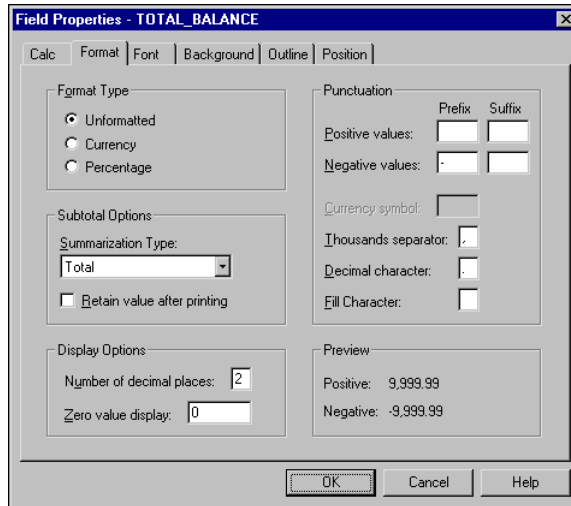 Field Properties - TOTAL_BALANCE
Calc Format Font Background Outline Position
Format Type
Unformatted
Currency
Percentage
Subtotal Options
Summarization Type:
Total
Retain value after printing
Display Options
Number of decimal places: 2
Zero value display: 0
Punctuation
Prefix Suffix
Positive values:
Negative values: -
Currency symbol:
Thousands separator: ,
Decimal character: .
Fill Character:
Preview
Positive: 9,999.99
Negative: -9,999.99
OK Cancel Help